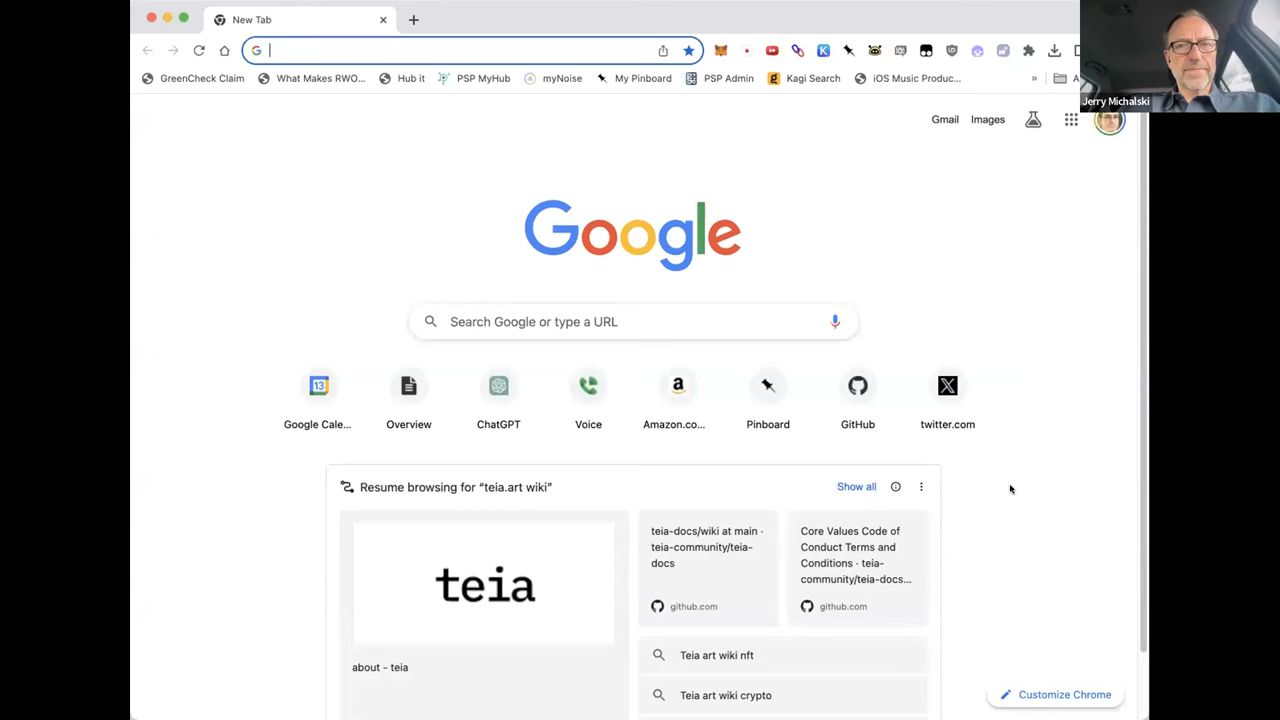 New Tab
GreenCheck Claim
What Makes RWO...
Hub it
PSP MyHub
myNoise
My Pinboard
PSP Admin
Kagi Search
iOS Music Produc...
»
A
Jerry Michalski
Gmail
Images
Google
Search Google or type a URL
13
Google Cale...
Overview
ChatGPT
Voice
Amazon.co...
Pinboard
GitHub
twitter.com
Resume browsing for “teia.art wiki”
Show all
teia
about - teia
teia-docs/wiki at main ·
teia-community/teia-
docs
github.com
Core Values Code of
Conduct Terms and
Conditions · teia-
community/teia-docs...
github.com
Teia art wiki nft
Teia art wiki crypto
Customize Chrome